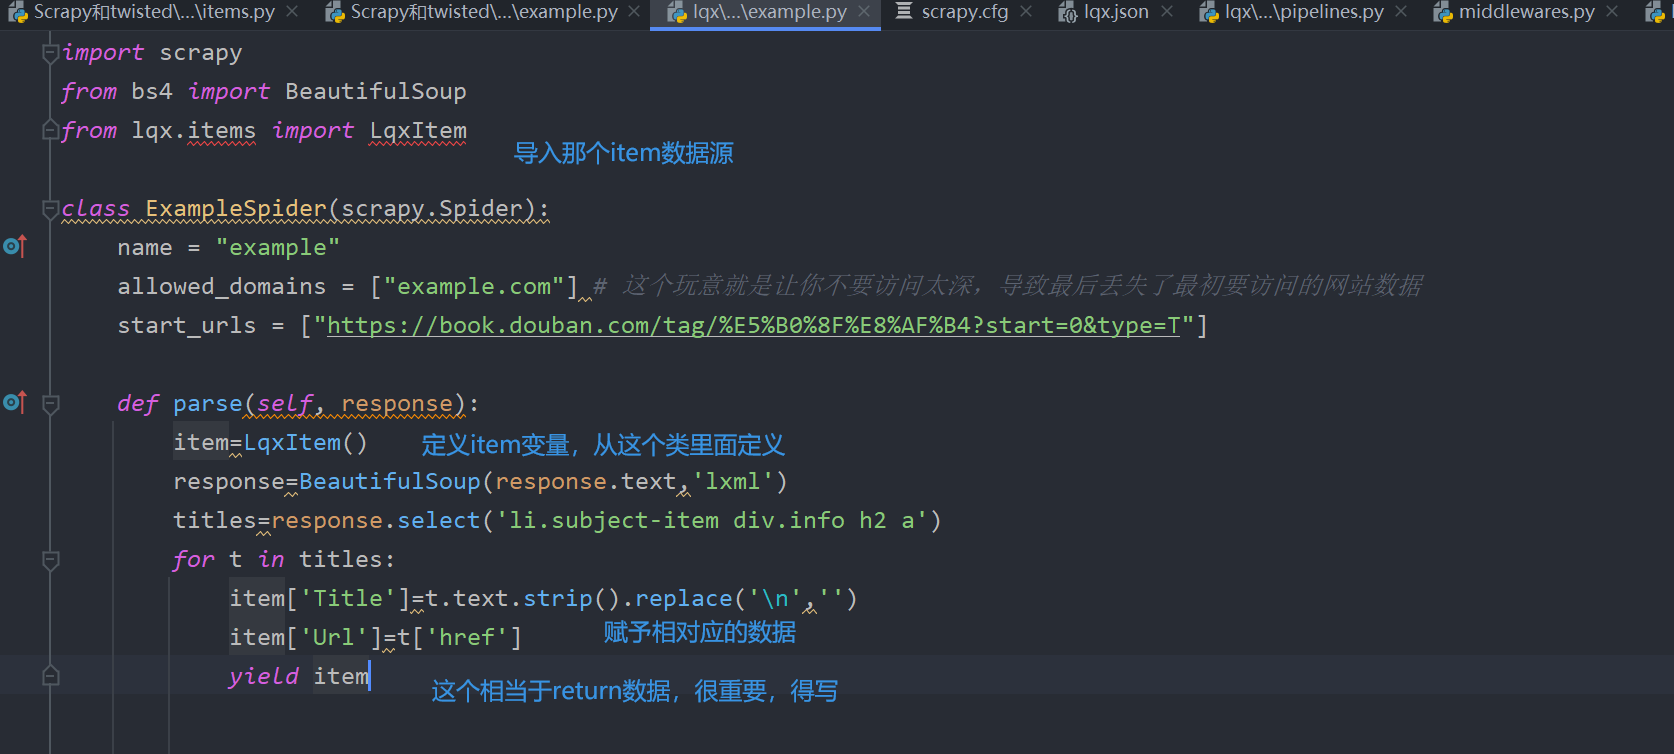 Scrapy和twisted\...\items.py Scrapy和twisted\...\example.py lqx\...\example.py scrapy.cfg lqx.json lqx\...\pipelines.py middlewares.py
import scrapy
from bs4 import BeautifulSoup
from lqx.items import LqxItem
导入那个item数据源
class ExampleSpider(scrapy.Spider):
name = "example"
allowed_domains = ["example.com"] # 这个玩意就是让你不要访问太深，导致最后丢失了最初要访问的网站数据
start_urls = ["https://book.douban.com/tag/%E5%B0%8F%E8%AF%B4?start=0&type=T"]
def parse(self, response):
item=LqxItem() 定义item变量，从这个类里面定义
response=BeautifulSoup(response.text,'lxml')
titles=response.select('li.subject-item div.info h2 a')
for t in titles:
item['Title']=t.text.strip().replace('\n','')
item['Url']=t['href'] 赋予相对应的数据
yield item 这个相当于return数据，很重要，得写